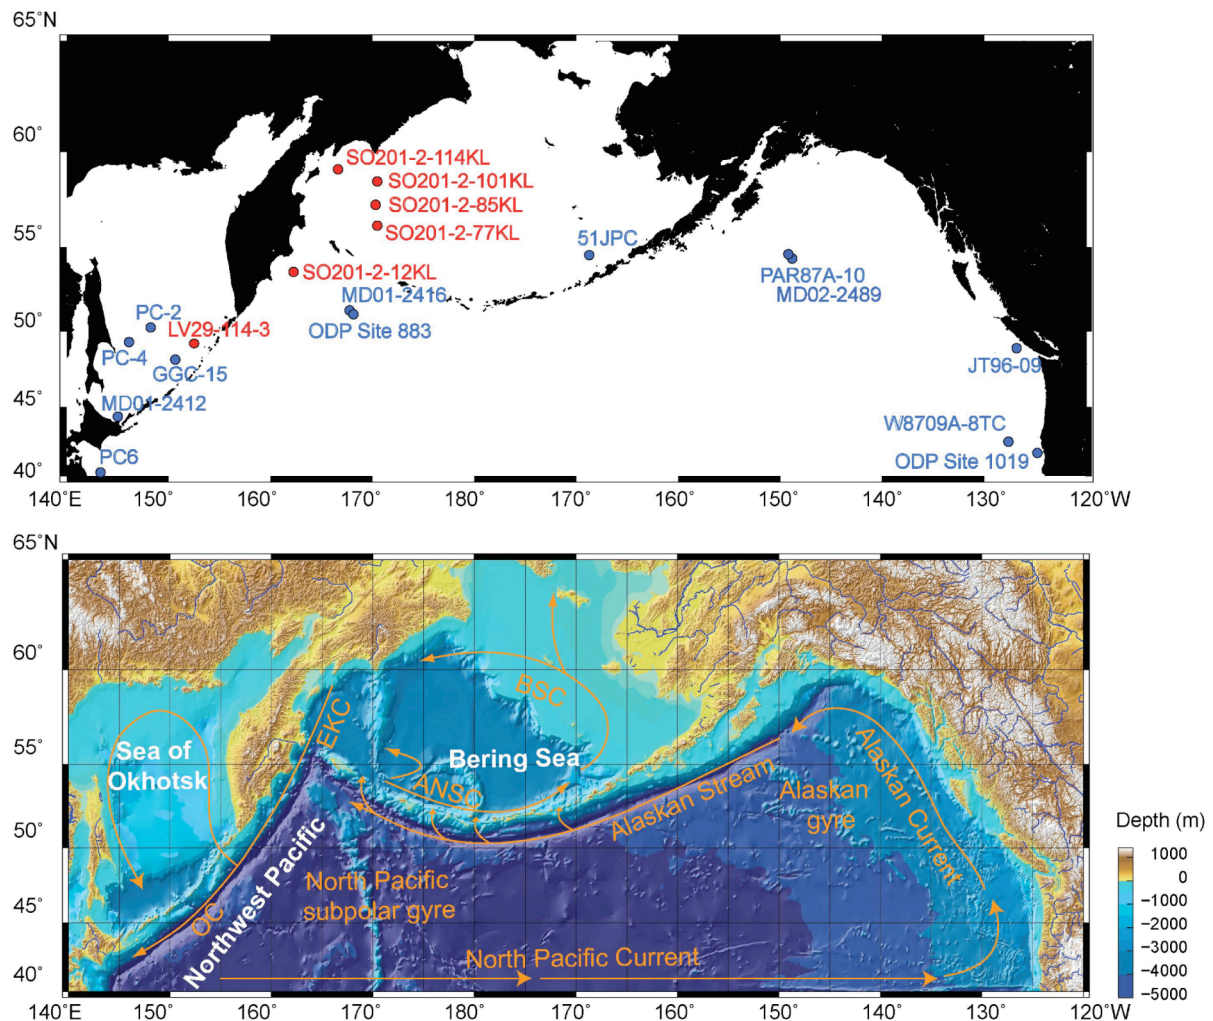 65°N
60°
55°
50°
45°
40°
140°E
150°
160°
170°
180°
170°
160°
150°
140°
130°
120°W
SO201-2-114KL
SO201-2-101KL
SO201-2-85KL
SO201-2-77KL
51JPC
SO201-2-12KL
PAR87A-10
MD02-2489
MD01-2416
PC-2
LV29-114-3
ODP Site 883
PC-4
GGC-15
JT96-09
MD01-2412
W8709A-8TC
PC6
ODP Site 1019
65°N
60°
55°
50°
45°
40°
140°E
150°
160°
170°
180°
170°
160°
150°
140°
130°
120°W
BSC
EKC
Sea of
Okhotsk
Bering Sea
ANSC
Alaskan Stream
Alaskan
gyre
Alaskan Current
Northwest Pacific
OC
North Pacific
subpolar gyre
North Pacific Current
Depth (m)
1000
0
−1000
−2000
−3000
−4000
−5000